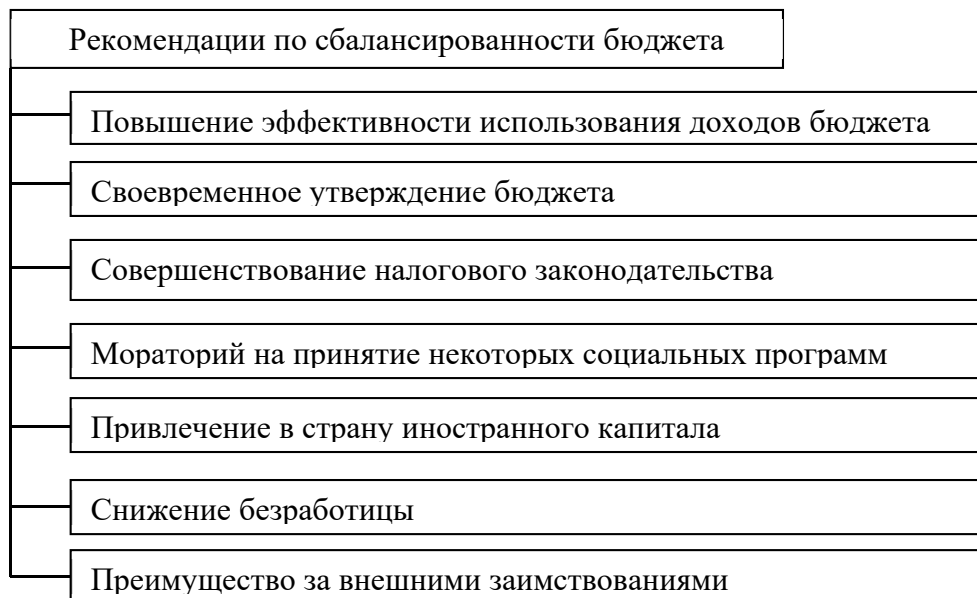 Рекомендации по сбалансированности бюджета
Повышение эффективности использования доходов бюджета
Своевременное утверждение бюджета
Совершенствование налогового законодательства
Мораторий на принятие некоторых социальных программ
Привлечение в страну иностранного капитала
Снижение безработицы
Преимущество за внешними заимствованиями